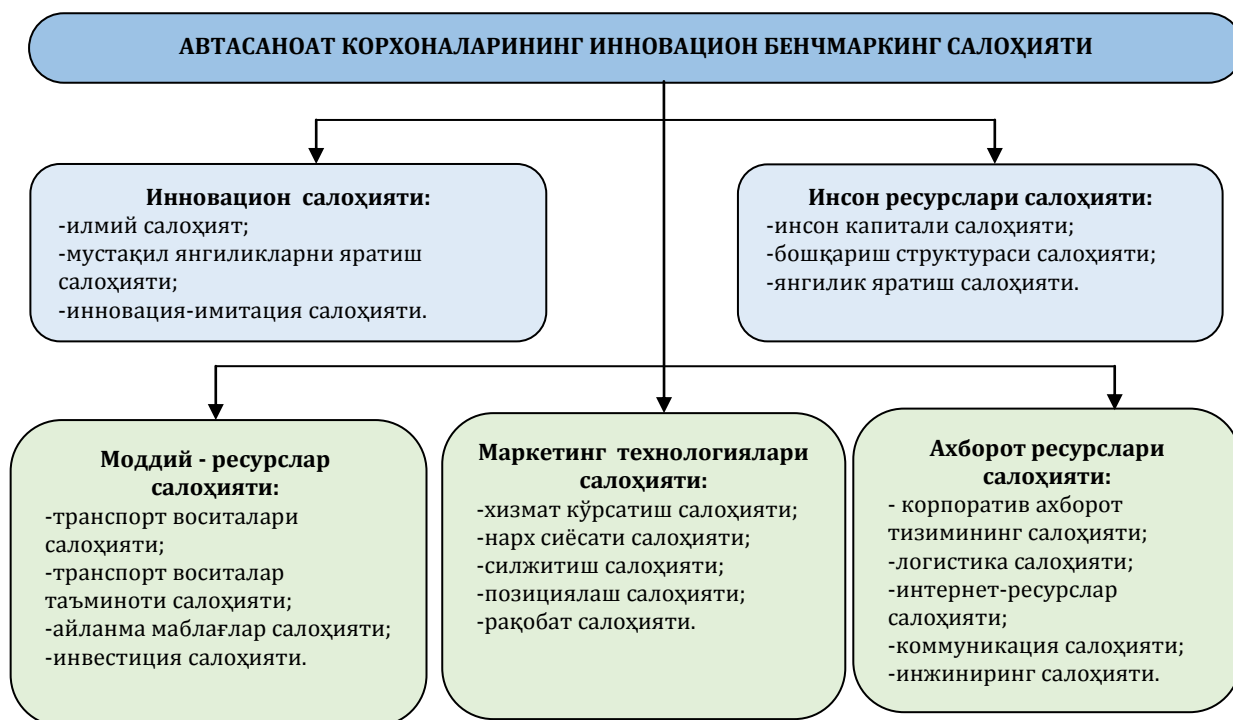 АВТАСАНОАТ КОРХОНАЛАРИНИНГ ИННОВАЦИОН БЕНЧМАРКИНГ САЛОҲИЯТИ
Инновацион салоҳияти:
-илмий салоҳият;
-мустақил янгиликларни яратиш
салоҳияти;
-инновация-имитация салоҳияти.
Инсон ресурслари салоҳияти:
-инсон капитали салоҳияти;
-бошқариш структураси салоҳияти;
-янгилик яратиш салоҳияти.
Моддий - ресурслар
салоҳияти:
-транспорт воситалари
салоҳияти;
-транспорт воситалар
таъминоти салоҳияти;
-айланма маблағлар салоҳияти;
-инвестиция салоҳияти.
Маркетинг технологиялари
салоҳияти:
-хизмат кўрсатиш салоҳияти;
-нарх сиёсати салоҳияти;
-силжитиш салоҳияти;
-позициялаш салоҳияти;
-рақобат салоҳияти.
Ахборот ресурслари
салоҳияти:
- корпоратив ахборот
тизимининг салоҳияти;
-логистика салоҳияти;
-интернет-ресурслар
салоҳияти;
-коммуникация салоҳияти;
-инжиниринг салоҳияти.